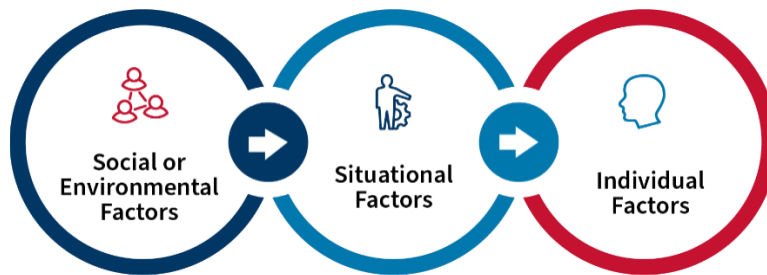 Social or
Environmental
Factors
Situational
Factors
Individual
Factors